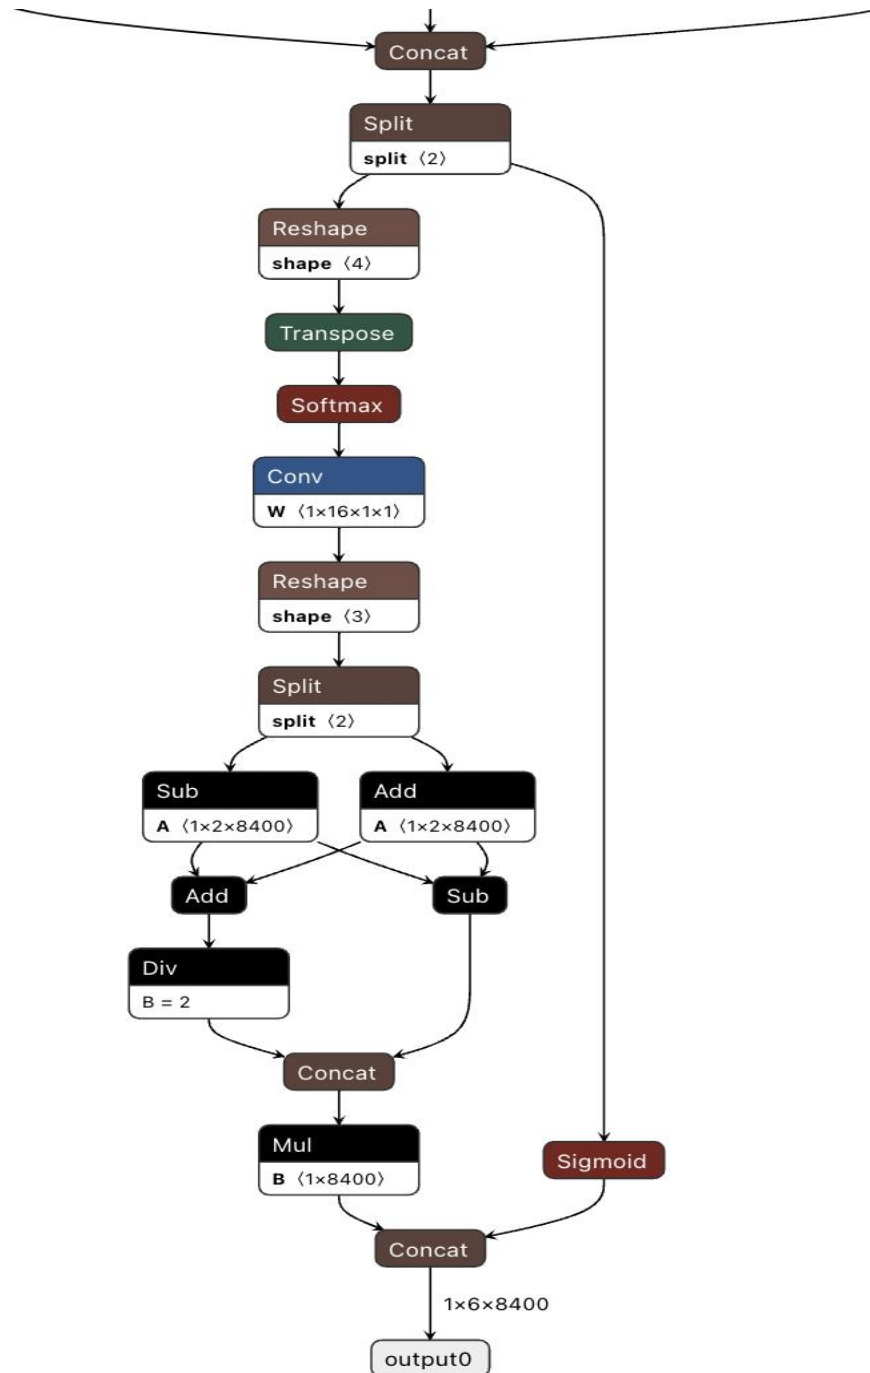 Concat
Split
split ⟨2⟩
Reshape
shape ⟨4⟩
Transpose
Softmax
Conv
W ⟨1×16×1×1⟩
Reshape
shape ⟨3⟩
Split
split ⟨2⟩
Sub
A ⟨1×2×8400⟩
Add
A ⟨1×2×8400⟩
Add
Sub
Div
B = 2
Concat
Mul
B ⟨1×8400⟩
Sigmoid
Concat
1×6×8400
output0